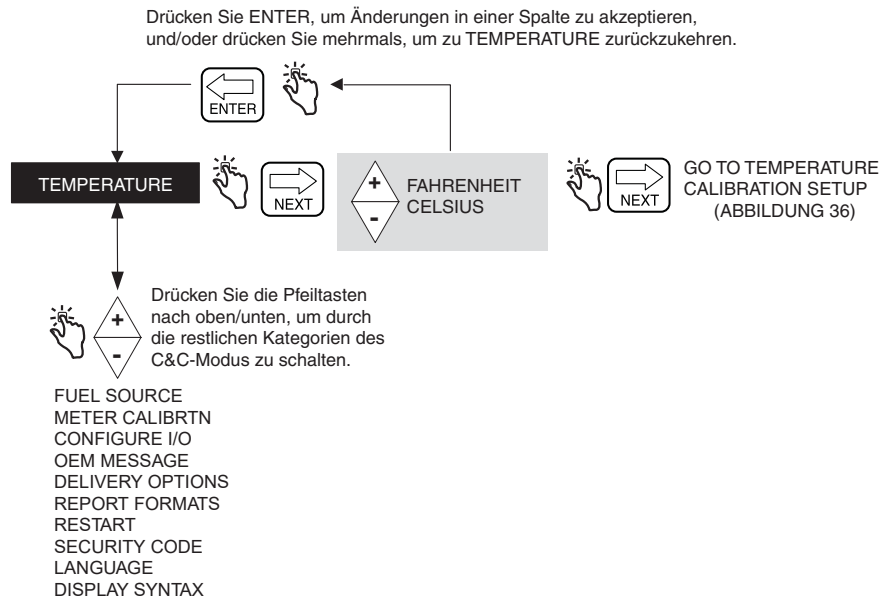 Drücken Sie ENTER, um Änderungen in einer Spalte zu akzeptieren,
und/oder drücken Sie mehrmals, um zu TEMPERATURE zurückzukehren.
ENTER
TEMPERATURE
NEXT
+
-
FAHRENHEIT
CELSIUS
NEXT
GO TO TEMPERATURE
CALIBRATION SETUP
(ABBILDUNG 36)
+
-
Drücken Sie die Pfeiltasten
nach oben/unten, um durch
die restlichen Kategorien des
C&C-Modus zu schalten.
FUEL SOURCE
METER CALIBRTN
CONFIGURE I/O
OEM MESSAGE
DELIVERY OPTIONS
REPORT FORMATS
RESTART
SECURITY CODE
LANGUAGE
DISPLAY SYNTAX